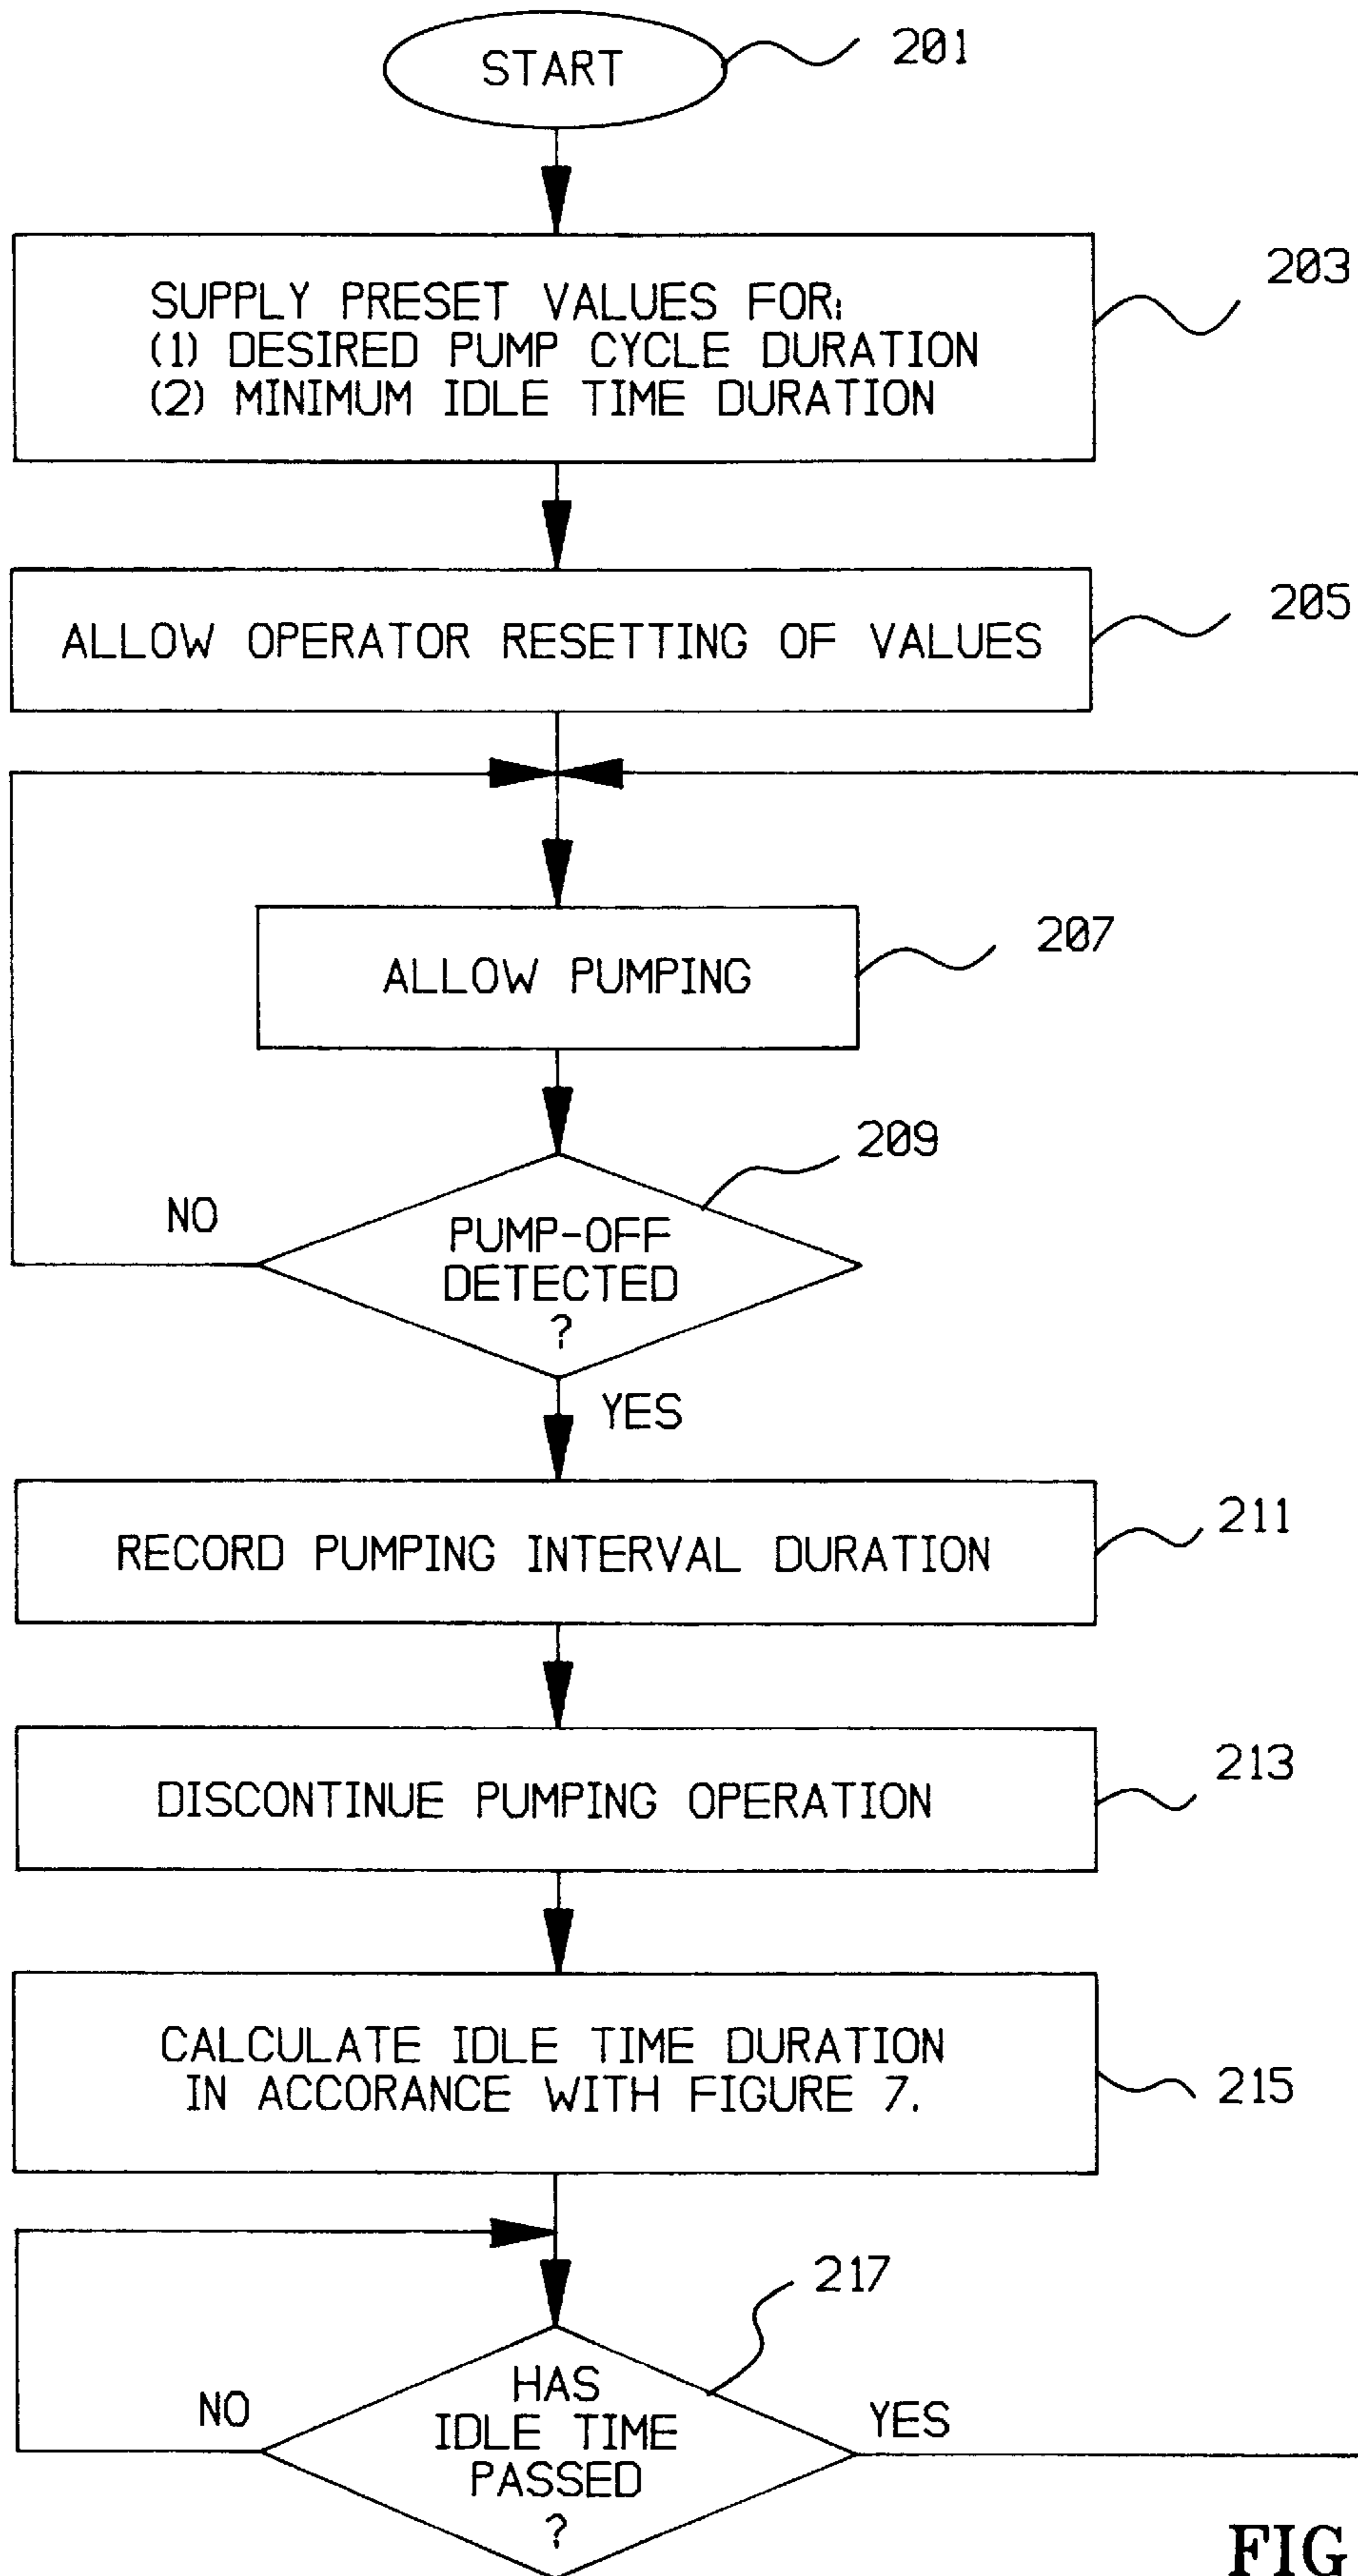 START
201
203
SUPPLY PRESET VALUES FOR:
(1) DESIRED PUMP CYCLE DURATION
(2) MINIMUM IDLE TIME DURATION
205
ALLOW OPERATOR RESETTING OF VALUES
207
ALLOW PUMPING
209
NO
PUMP-OFF
DETECTED
?
YES
211
RECORD PUMPING INTERVAL DURATION
213
DISCONTINUE PUMPING OPERATION
CALCULATE IDLE TIME DURATION
IN ACCORANCE WITH FIGURE 7.
215
217
HAS
IDLE TIME
PASSED
?
NO
YES
FIG